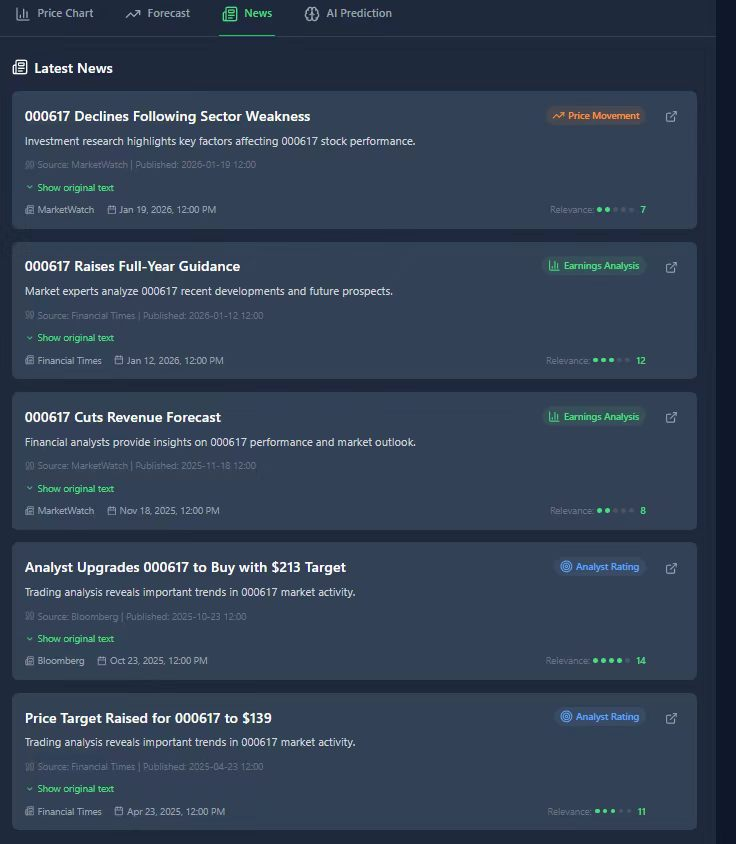 Price Chart Forecast News AI Prediction
Latest News
000617 Declines Following Sector Weakness Price Movement
Investment research highlights key factors affecting 000617 stock performance.
Source: MarketWatch | Published: 2026-01-19 12:00
Show original text
MarketWatch Jan 19, 2026, 12:00 PM Relevance: 7
000617 Raises Full-Year Guidance Earnings Analysis
Market experts analyze 000617 recent developments and future prospects.
Source: Financial Times | Published: 2026-01-12 12:00
Show original text
Financial Times Jan 12, 2026, 12:00 PM Relevance: 12
000617 Cuts Revenue Forecast Earnings Analysis
Financial analysts provide insights on 000617 performance and market outlook.
Source: MarketWatch | Published: 2025-11-18 12:00
Show original text
MarketWatch Nov 18, 2025, 12:00 PM Relevance: 8
Analyst Upgrades 000617 to Buy with $213 Target Analyst Rating
Trading analysis reveals important trends in 000617 market activity.
Source: Bloomberg | Published: 2025-10-23 12:00
Show original text
Bloomberg Oct 23, 2025, 12:00 PM Relevance: 14
Price Target Raised for 000617 to $139 Analyst Rating
Trading analysis reveals important trends in 000617 market activity.
Source: Financial Times | Published: 2025-04-23 12:00
Show original text
Financial Times Apr 23, 2025, 12:00 PM Relevance: 11